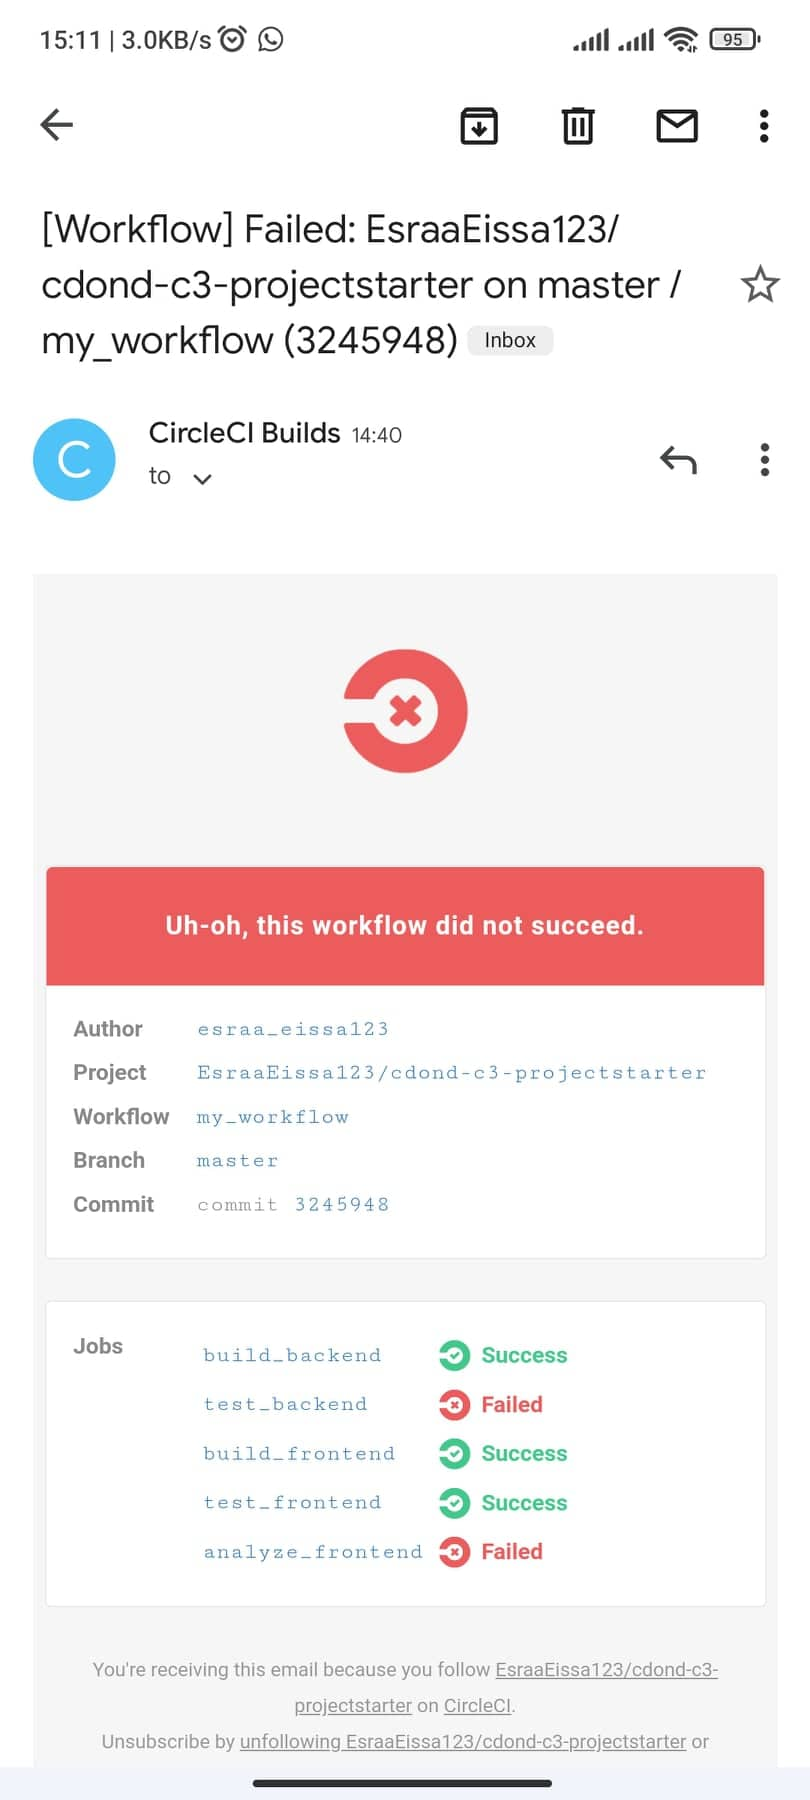 15:11 | 3.0KB/s 95
[Workflow] Failed: EsraaEissa123/
cdond-c3-projectstarter on master /
my_workflow (3245948) Inbox
C CircleCI Builds 14:40
to
Uh-oh, this workflow did not succeed.
Author esraa_eissa123
Project EsraaEissa123/cdond-c3-projectstarter
Workflow my_workflow
Branch master
Commit commit 3245948
Jobs
build_backend Success
test_backend Failed
build_frontend Success
test_frontend Success
analyze_frontend Failed
You're receiving this email because you follow EsraaEissa123/cdond-c3-
projectstarter on CircleCI.
Unsubscribe by unfollowing EsraaEissa123/cdond-c3-projectstarter or